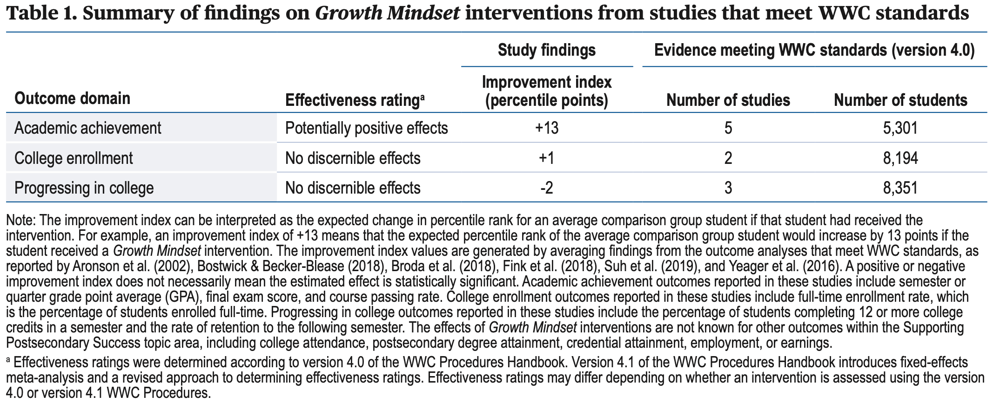 Table 1. Summary of findings on Growth Mindset interventions from studies that meet WWC standards
Study findings Evidence meeting WWC standards (version 4.0)
Outcome domain Effectiveness ratingᵃ Improvement index (percentile points) Number of studies Number of students
Academic achievement Potentially positive effects +13 5 5,301
College enrollment No discernible effects +1 2 8,194
Progressing in college No discernible effects -2 3 8,351
Note: The improvement index can be interpreted as the expected change in percentile rank for an average comparison group student if that student had received the
intervention. For example, an improvement index of +13 means that the expected percentile rank of the average comparison group student would increase by 13 points if the
student received a Growth Mindset intervention. The improvement index values are generated by averaging findings from the outcome analyses that meet WWC standards, as
reported by Aronson et al. (2002), Bostwick & Becker-Blease (2018), Broda et al. (2018), Fink et al. (2018), Suh et al. (2019), and Yeager et al. (2016). A positive or negative
improvement index does not necessarily mean the estimated effect is statistically significant. Academic achievement outcomes reported in these studies include semester or
quarter grade point average (GPA), final exam score, and course passing rate. College enrollment outcomes reported in these studies include full-time enrollment rate, which
is the percentage of students enrolled full-time. Progressing in college outcomes reported in these studies include the percentage of students completing 12 or more college
credits in a semester and the rate of retention to the following semester. The effects of Growth Mindset interventions are not known for other outcomes within the Supporting
Postsecondary Success topic area, including college attendance, postsecondary degree attainment, credential attainment, employment, or earnings.
ᵃ Effectiveness ratings were determined according to version 4.0 of the WWC Procedures Handbook. Version 4.1 of the WWC Procedures Handbook introduces fixed-effects
meta-analysis and a revised approach to determining effectiveness ratings. Effectiveness ratings may differ depending on whether an intervention is assessed using the version
4.0 or version 4.1 WWC Procedures.